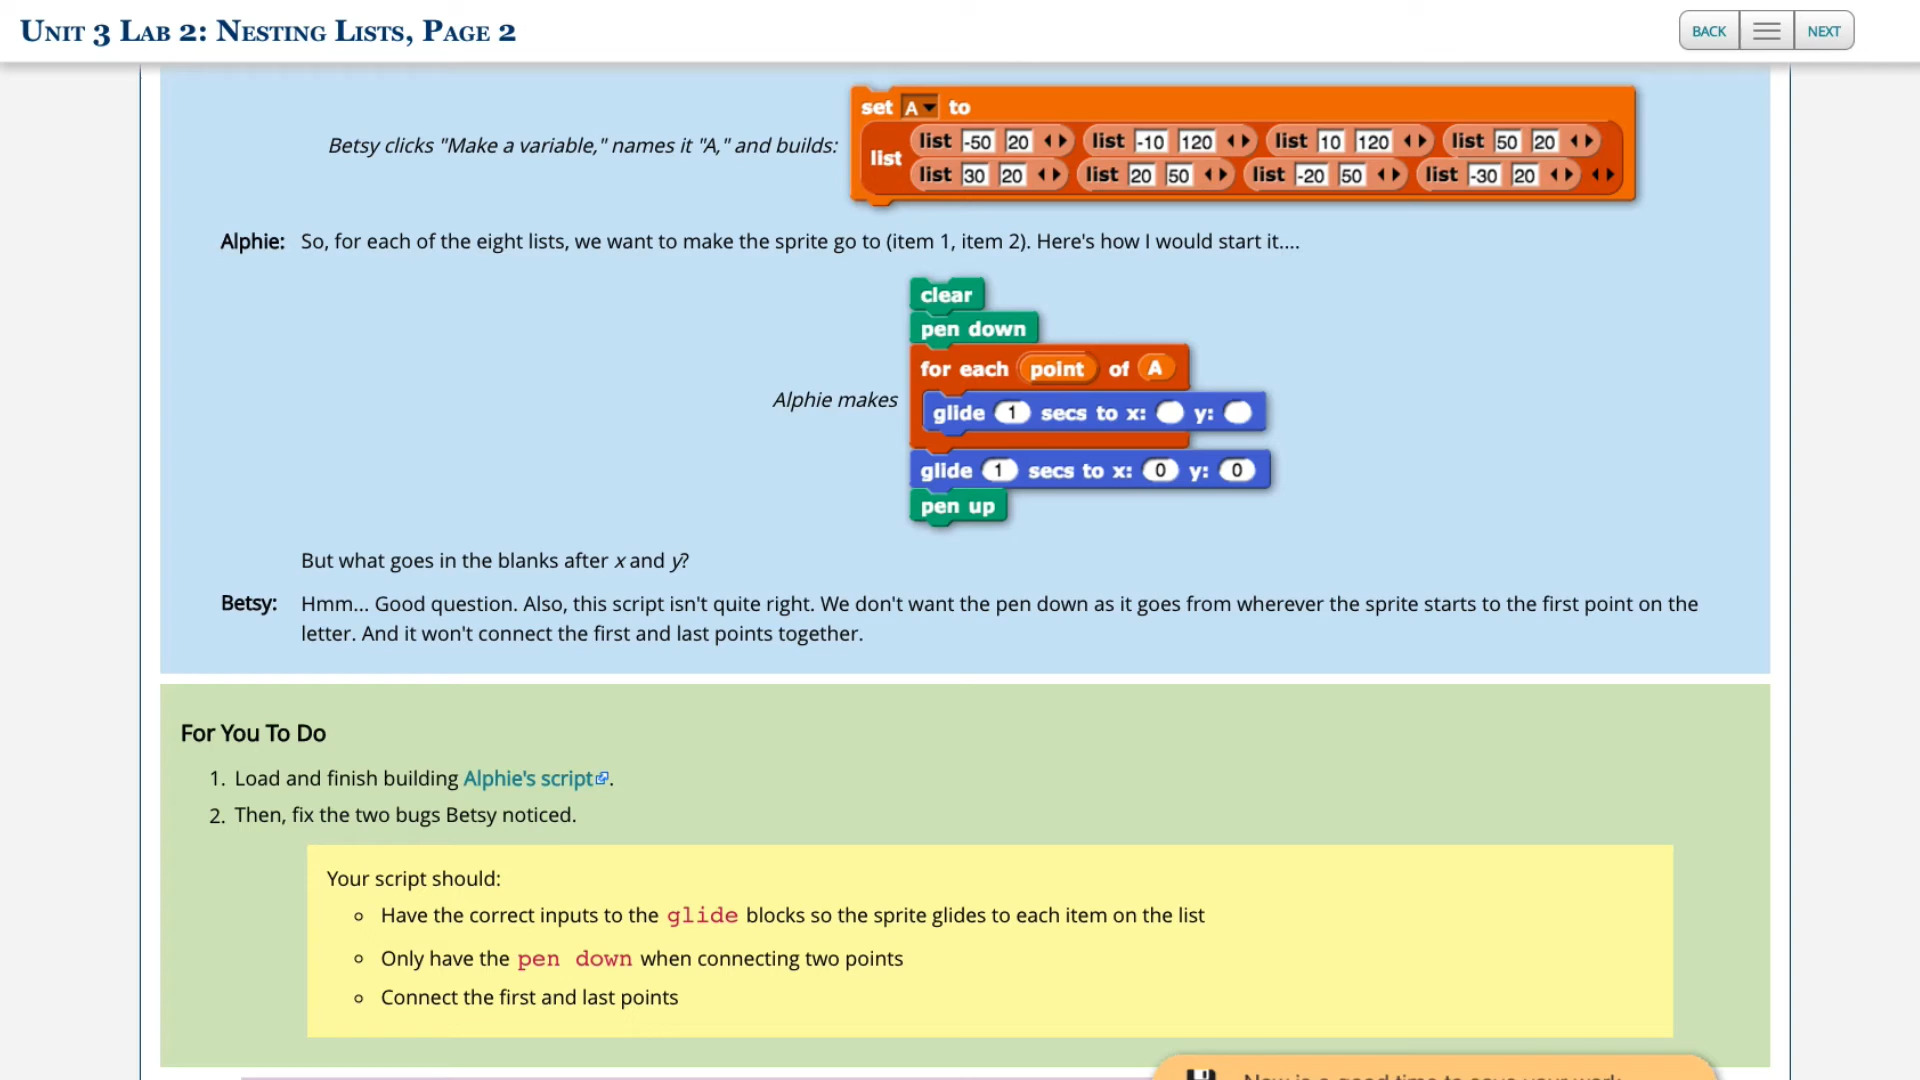 Unit 3 Lab 2: Nesting Lists, Page 2
BACK
NEXT
Betsy clicks "Make a variable," names it "A," and builds:
set A to
list
list -50 20 list -10 120 list 10 120 list 50 20
list 30 20 list 20 50 list -20 50 list -30 20
Alphie: So, for each of the eight lists, we want to make the sprite go to (item 1, item 2). Here's how I would start it....
Alphie makes
clear
pen down
for each point of A
glide 1 secs to x: y:
glide 1 secs to x: 0 y: 0
pen up
But what goes in the blanks after x and y?
Betsy: Hmm... Good question. Also, this script isn't quite right. We don't want the pen down as it goes from wherever the sprite starts to the first point on the
letter. And it won't connect the first and last points together.
For You To Do
1. Load and finish building Alphie's script.
2. Then, fix the two bugs Betsy noticed.
Your script should:
Have the correct inputs to the glide blocks so the sprite glides to each item on the list
Only have the pen down when connecting two points
Connect the first and last points
Now is a good time to save your work